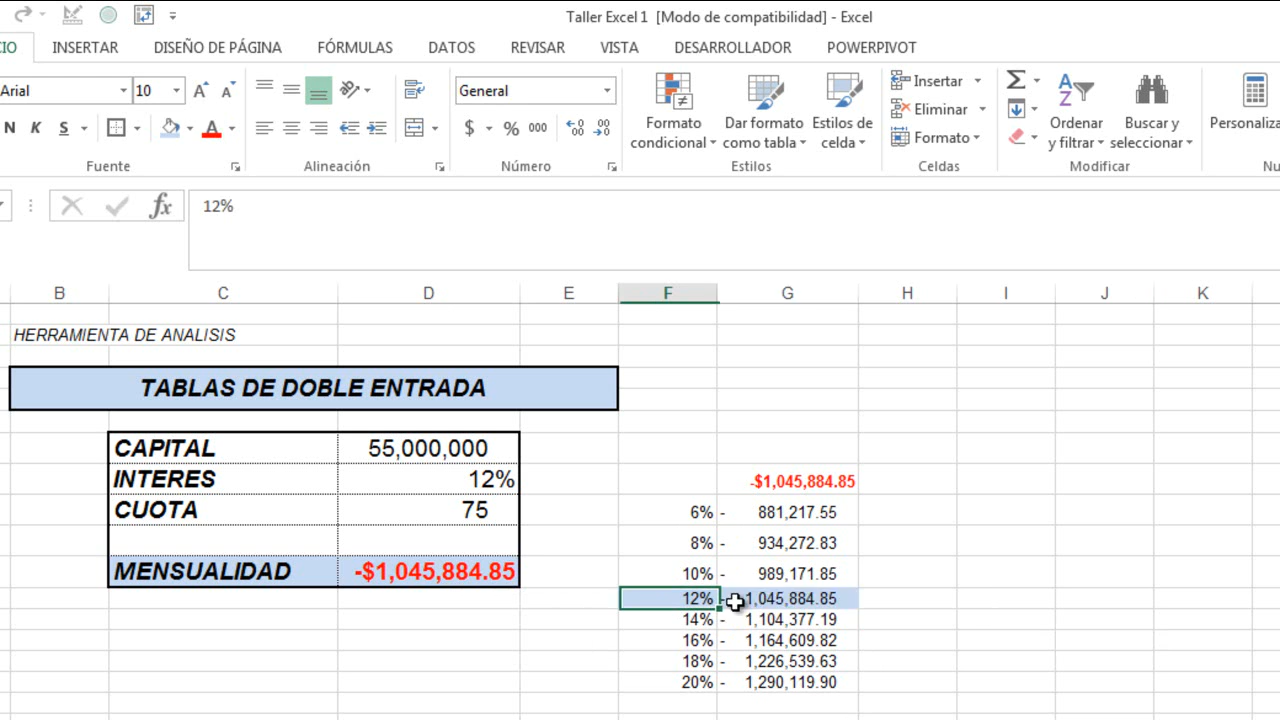 Taller Excel 1 [Modo de compatibilidad] - Excel
CIO INSERTAR DISEÑO DE PÁGINA FÓRMULAS DATOS REVISAR VISTA DESARROLLADOR POWERPIVOT
Arial 10 A A General
N K S A $ % 000
Formato condicional
Dar formato como tabla
Estilos de celda
Insertar
Eliminar
Formato
Ordenar y filtrar
Buscar y seleccionar
Personaliza
Fuente Alineación Número Estilos Celdas Modificar Nu
fx 12%
B C D E F G H I J K
HERRAMIENTA DE ANALISIS
TABLAS DE DOBLE ENTRADA
CAPITAL 55,000,000
INTERES 12%
CUOTA 75
MENSUALIDAD -$1,045,884.85
-$1,045,884.85
6% - 881,217.55
8% - 934,272.83
10% - 989,171.85
12% - 1,045,884.85
14% - 1,104,377.19
16% - 1,164,609.82
18% - 1,226,539.63
20% - 1,290,119.90